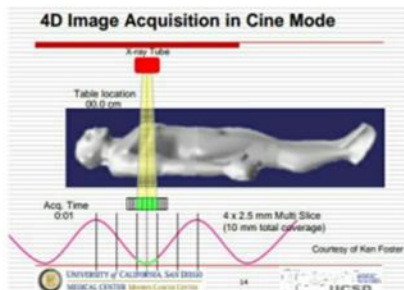 4D Image Acquisition in Cine Mode
X-ray Tube
Table location
00.0 cm
Acq. Time
0:01
4 x 2.5 mm Multi Slice
(10 mm total coverage)
Courtesy of Ken Foster
UNIVERSITY of CALIFORNIA, SAN DIEGO
MEDICAL CENTER
14
UCSD